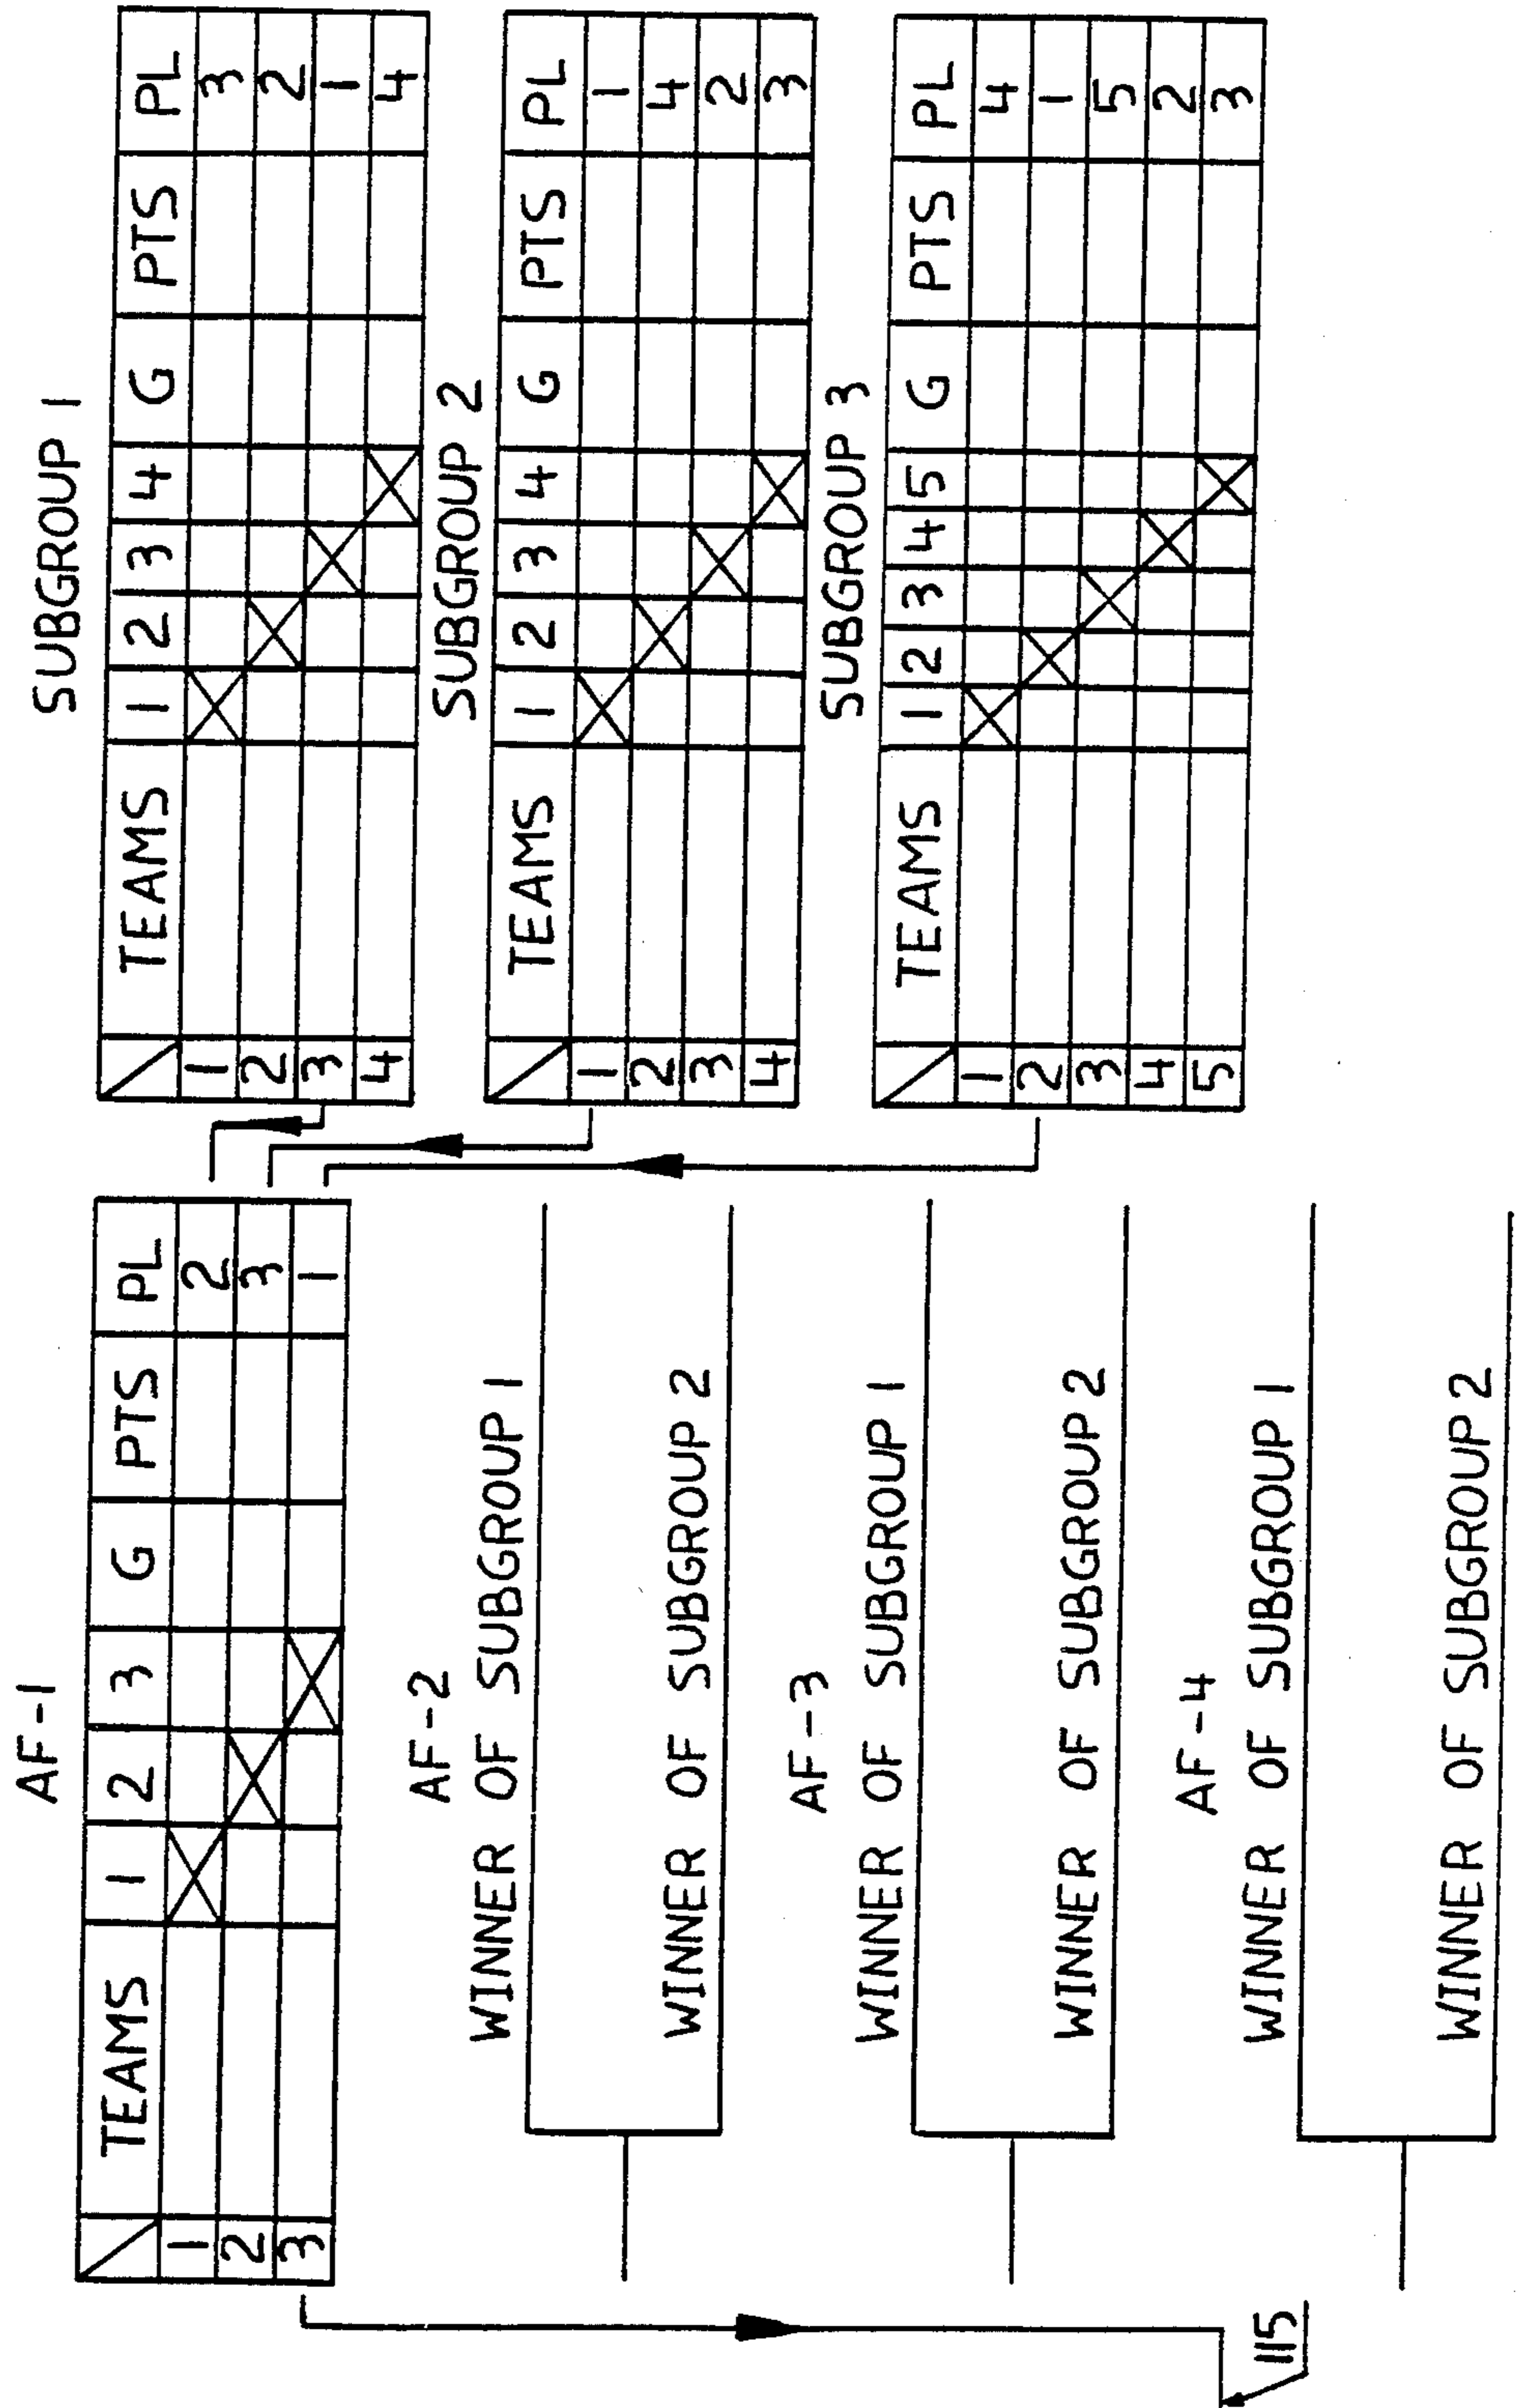 SUBGROUP 1
TEAMS 1 2 3 4 G PTS PL
1 3
2 2
3 1
4 4
SUBGROUP 2
TEAMS 1 2 3 4 G PTS PL
1 1
2 4
3 2
4 3
SUBGROUP 3
TEAMS 1 2 3 4 5 G PTS PL
1 4
2 1
3 5
4 2
5 3
AF-1
TEAMS 1 2 3 G PTS PL
1 2
2 3
3 1
AF-2
WINNER OF SUBGROUP 1
WINNER OF SUBGROUP 2
AF-3
WINNER OF SUBGROUP 1
WINNER OF SUBGROUP 2
AF-4
WINNER OF SUBGROUP 1
WINNER OF SUBGROUP 2
115